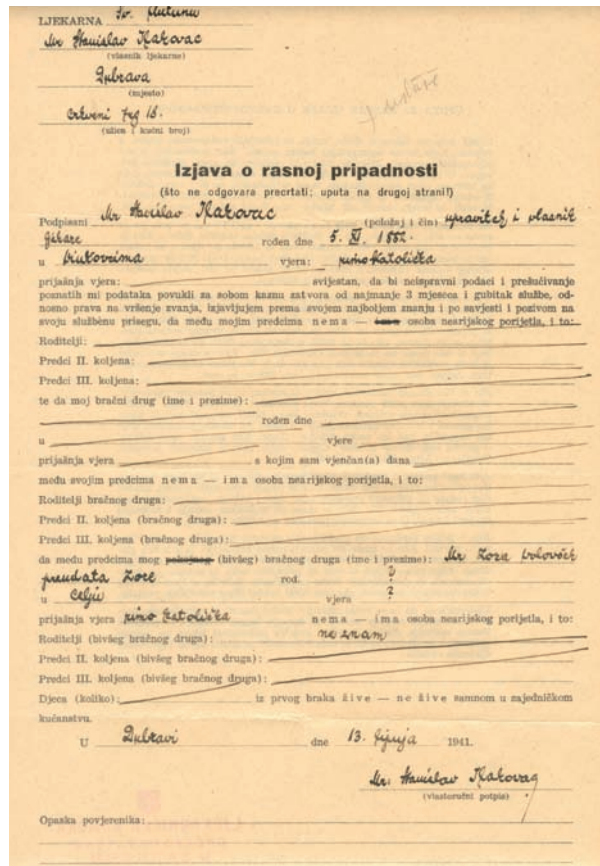 LJEKARNA Sv. Martinu
Mr Stanislav Makovac
(vlasnik ljekarne)
Dubrava
(mjesto)
Crkveni trg 18.
(ulica i kućni broj)
Izjava o rasnoj pripadnosti
(što ne odgovara precrtati; uputa na drugoj strani!)
Podpisani Mr Stanislav (položaj i čin) upravitelj i vlasnik
rođen dne 5. XI. 1882.
u vjera: rimokatolička
prijašnja vjera: svijestan, da bi neispravni podaci i prešućivanje
poznatih mi podataka povukli za sobom kaznu zatvora od najmanje 3 mjeseca i gubitak službe, od-
nosno prava na vršenje zvanja, izjavljujem prema svojem najboljem znanju i po savjesti i pozivom na
svoju službenu prisegu, da među mojim predcima nema — ima osoba nearijskog porijetla, i to:
Roditelji:
Predci II. koljena:
Predci III. koljena:
te da moj bračni drug (ime i prezime):
rođen dne
u vjere
prijašnja vjera s kojim sam vjenčan(a) dana
među svojim predcima nema — ima osoba nearijskog porijetla, i to:
Roditelji bračnog druga:
Predci II. koljena (bračnog druga):
Predci III. koljena (bračnog druga):
da među predcima mog pokojnog (bivšeg) bračnog druga (ime i prezime): Mr Zora
preudata Zore rod. ?
u Celju vjera ?
prijašnja vjera rimo katolička nema — ima osoba nearijskog porijetla, i to:
Roditelji (bivšeg bračnog druga): ne znam
Predci II. koljena (bivšeg bračnog druga):
Predci III. koljena (bivšeg bračnog druga):
Djeca (koliko): iz prvog braka žive — ne žive samnom u zajedničkom
kućanstvu.
U Dubravi dne 13. lipnja 1941.
Mr. Stanislav
(vlastoručni potpis)
Opaska povjerenika: